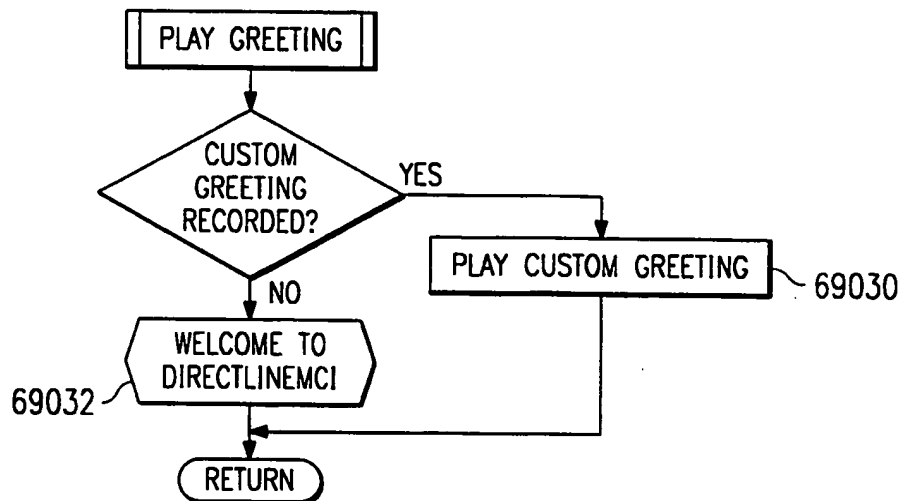 PLAY GREETING
CUSTOM
GREETING
RECORDED?
YES
PLAY CUSTOM GREETING
69030
NO
WELCOME TO
DIRECTLINEMCI
69032
RETURN